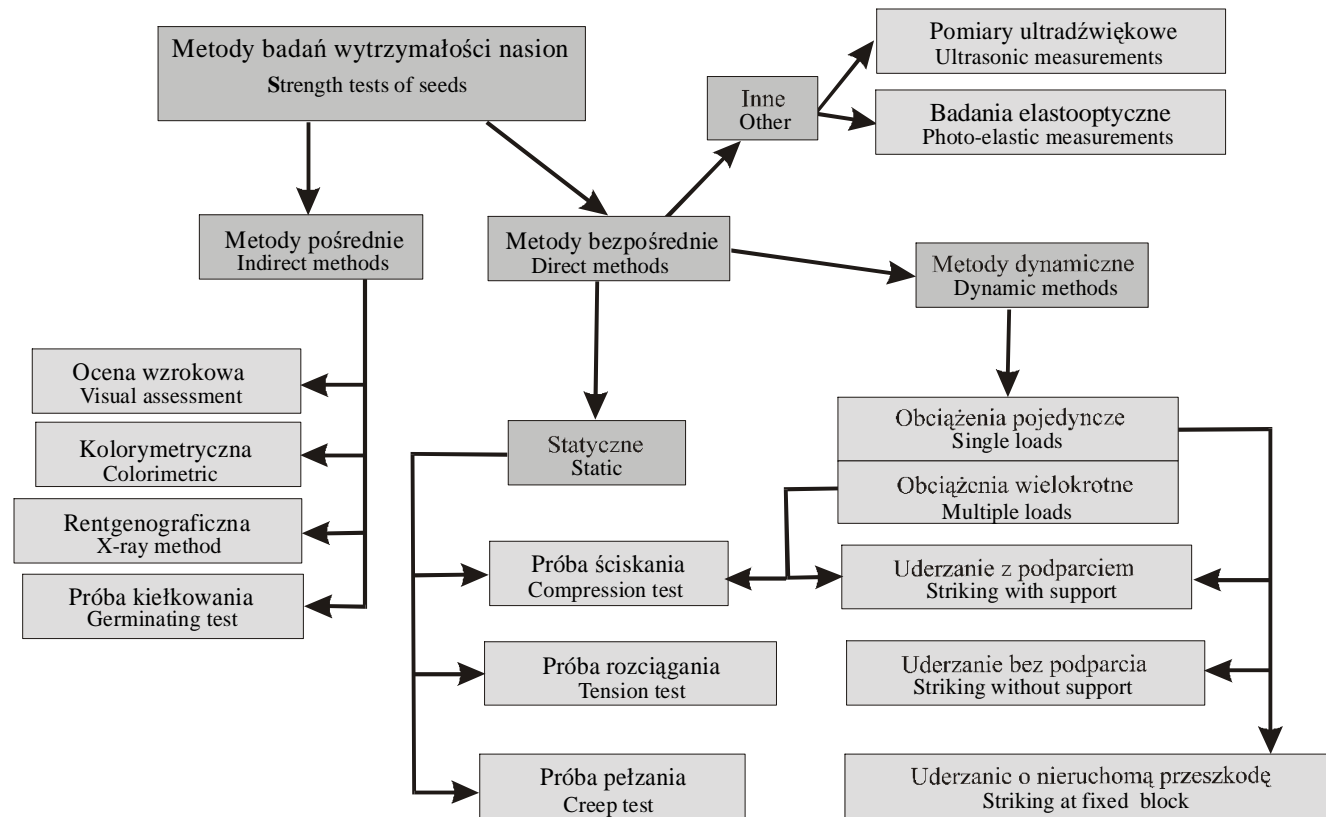 Metody badań wytrzymałości nasion
Strength tests of seeds
Pomiary ultradźwiękowe
Ultrasonic measurements
Inne
Other
Badania elastooptyczne
Photo-elastic measurements
Metody pośrednie
Indirect methods
Metody bezpośrednie
Direct methods
Metody dynamiczne
Dynamic methods
Ocena wzrokowa
Visual assessment
Kolorymetryczna
Colorimetric
Rentgenograficzna
X-ray method
Próba kiełkowania
Germinating test
Statyczne
Static
Próba ściskania
Compression test
Próba rozciągania
Tension test
Próba pełzania
Creep test
Obciążenia pojedyncze
Single loads
Obciążenia wielokrotne
Multiple loads
Uderzanie z podparciem
Striking with support
Uderzanie bez podparcia
Striking without support
Uderzanie o nieruchomą przeszkodę
Striking at fixed block